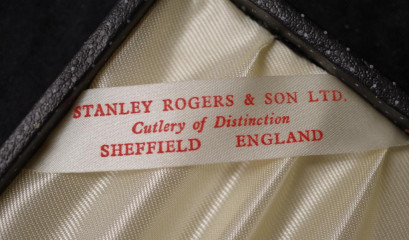 STANLEY ROGERS & SON LTD.
Cutlery of Distinction
SHEFFIELD ENGLAND